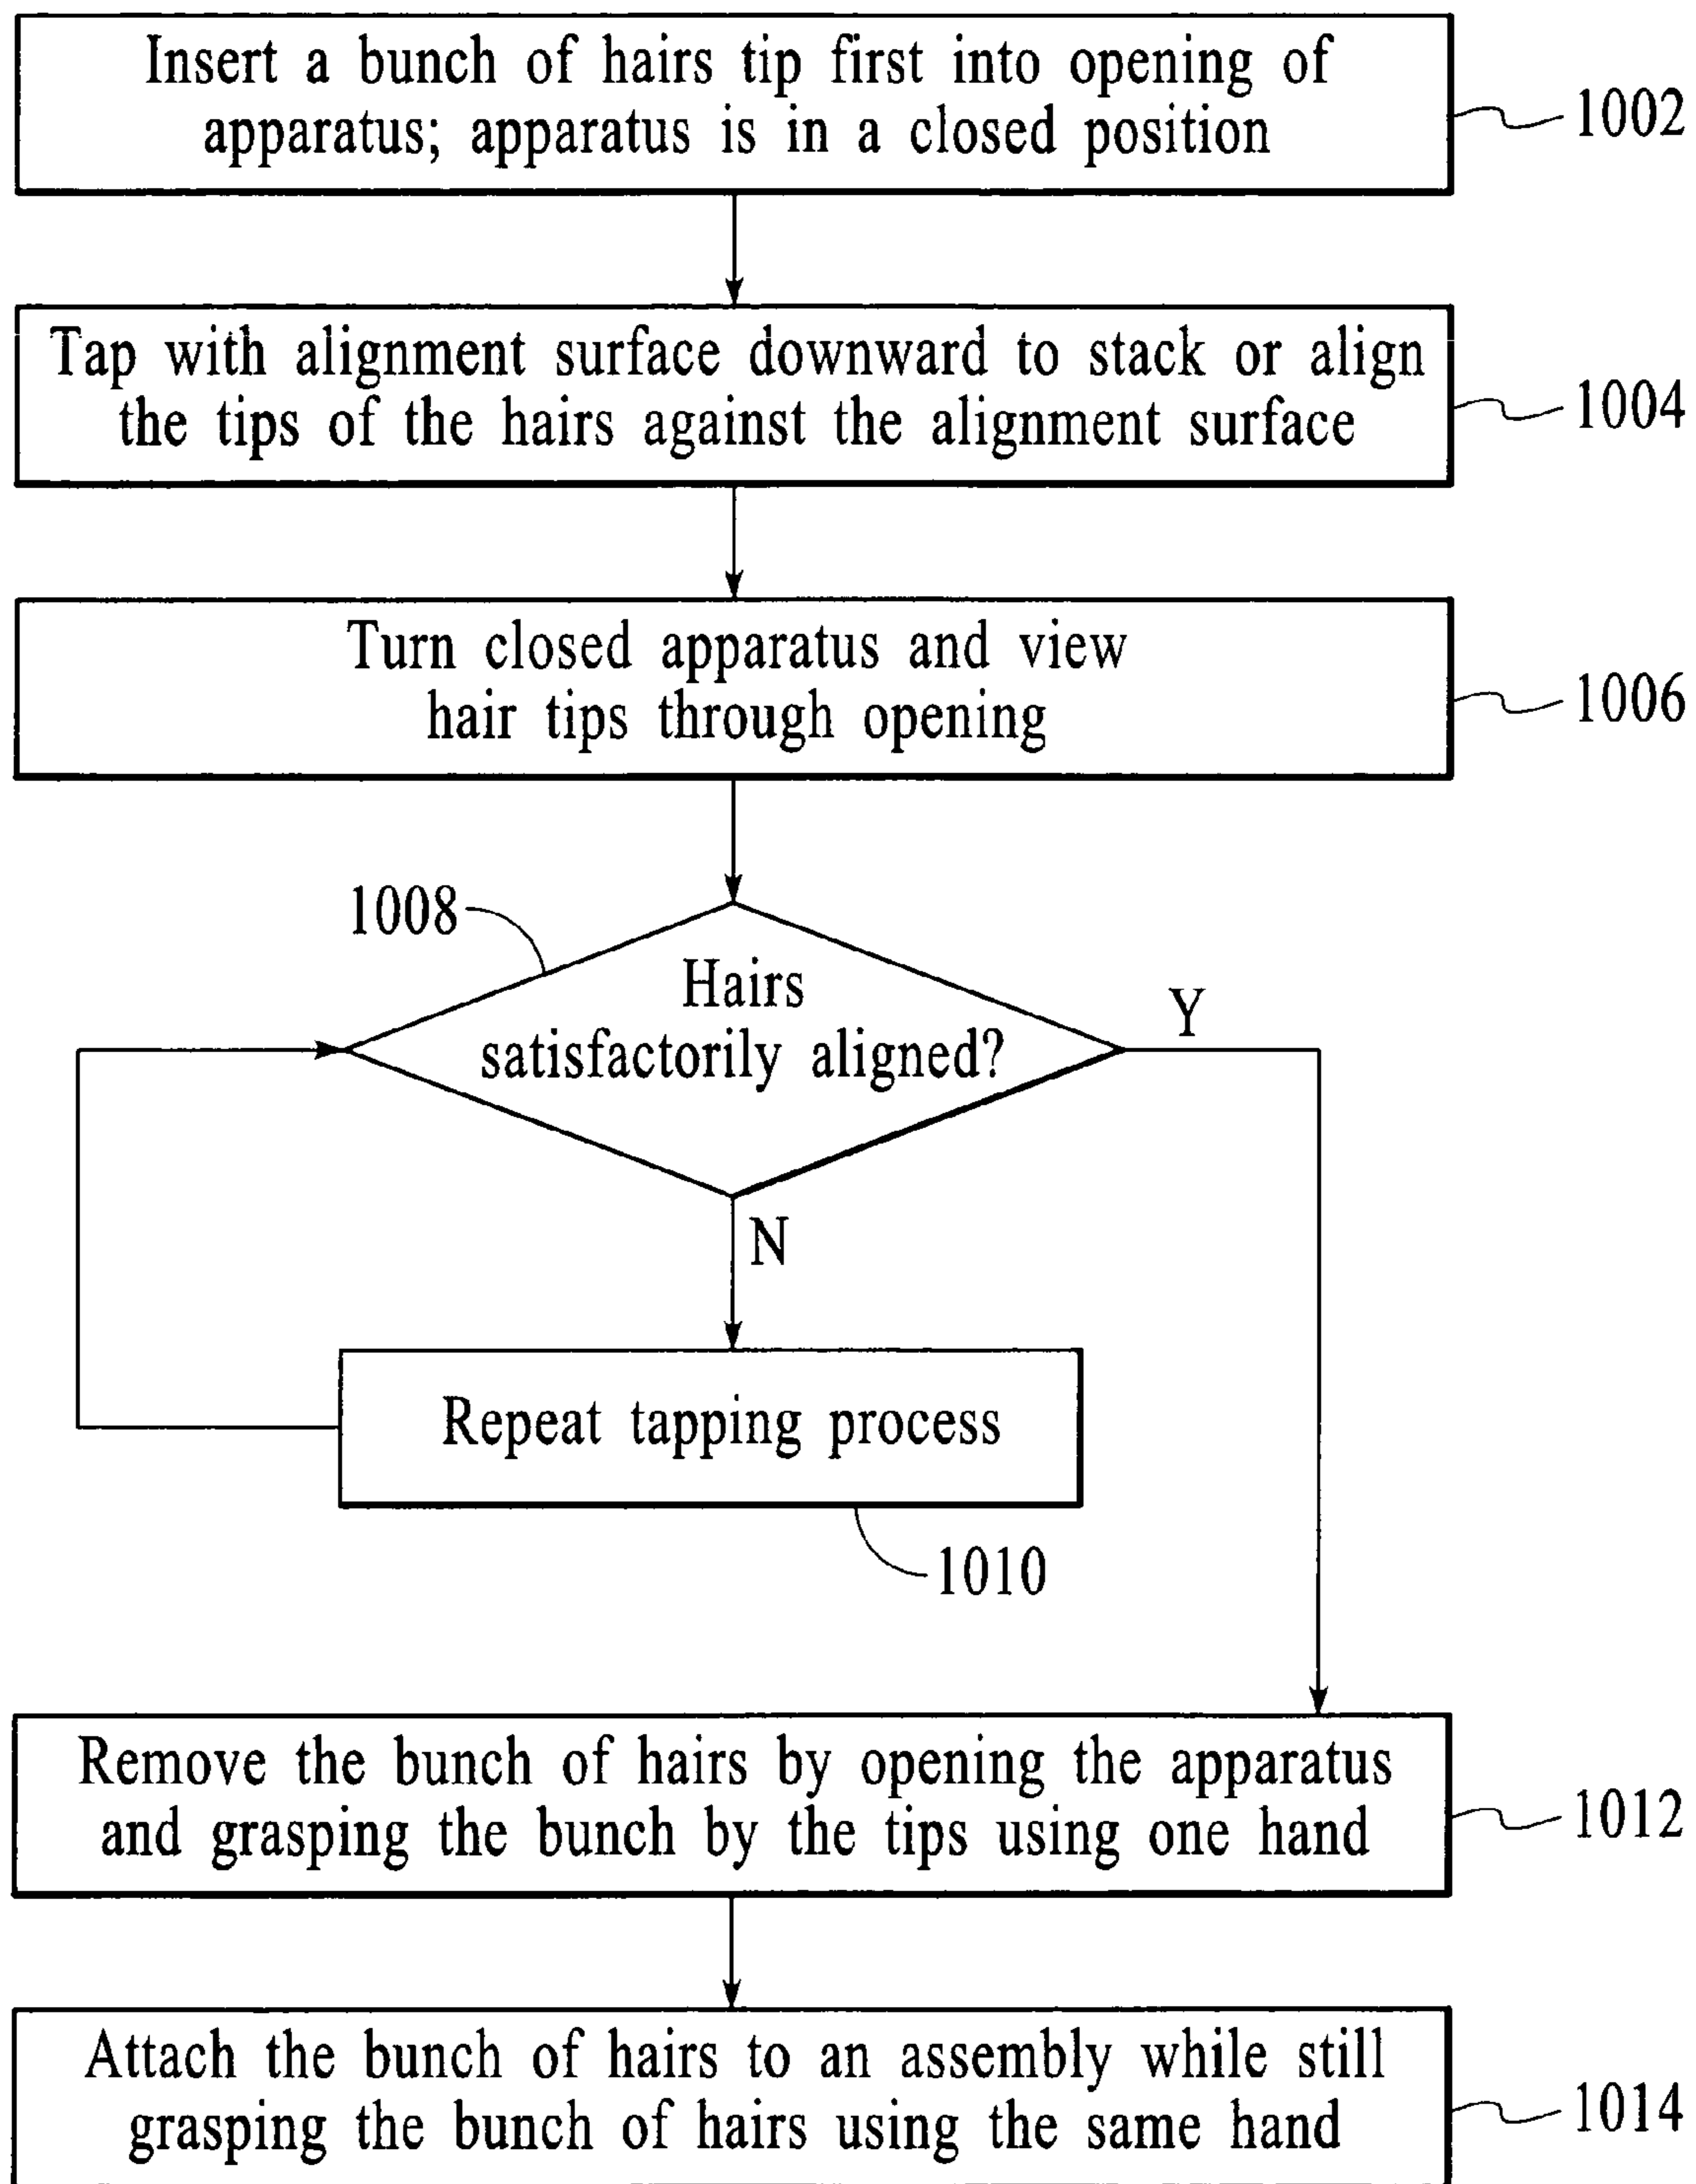 Insert a bunch of hairs tip first into opening of
apparatus; apparatus is in a closed position
1002
Tap with alignment surface downward to stack or align
the tips of the hairs against the alignment surface
1004
Turn closed apparatus and view
hair tips through opening
1006
1008
Hairs
satisfactorily aligned?
Y
N
Repeat tapping process
1010
Remove the bunch of hairs by opening the apparatus
and grasping the bunch by the tips using one hand
1012
Attach the bunch of hairs to an assembly while still
grasping the bunch of hairs using the same hand
1014